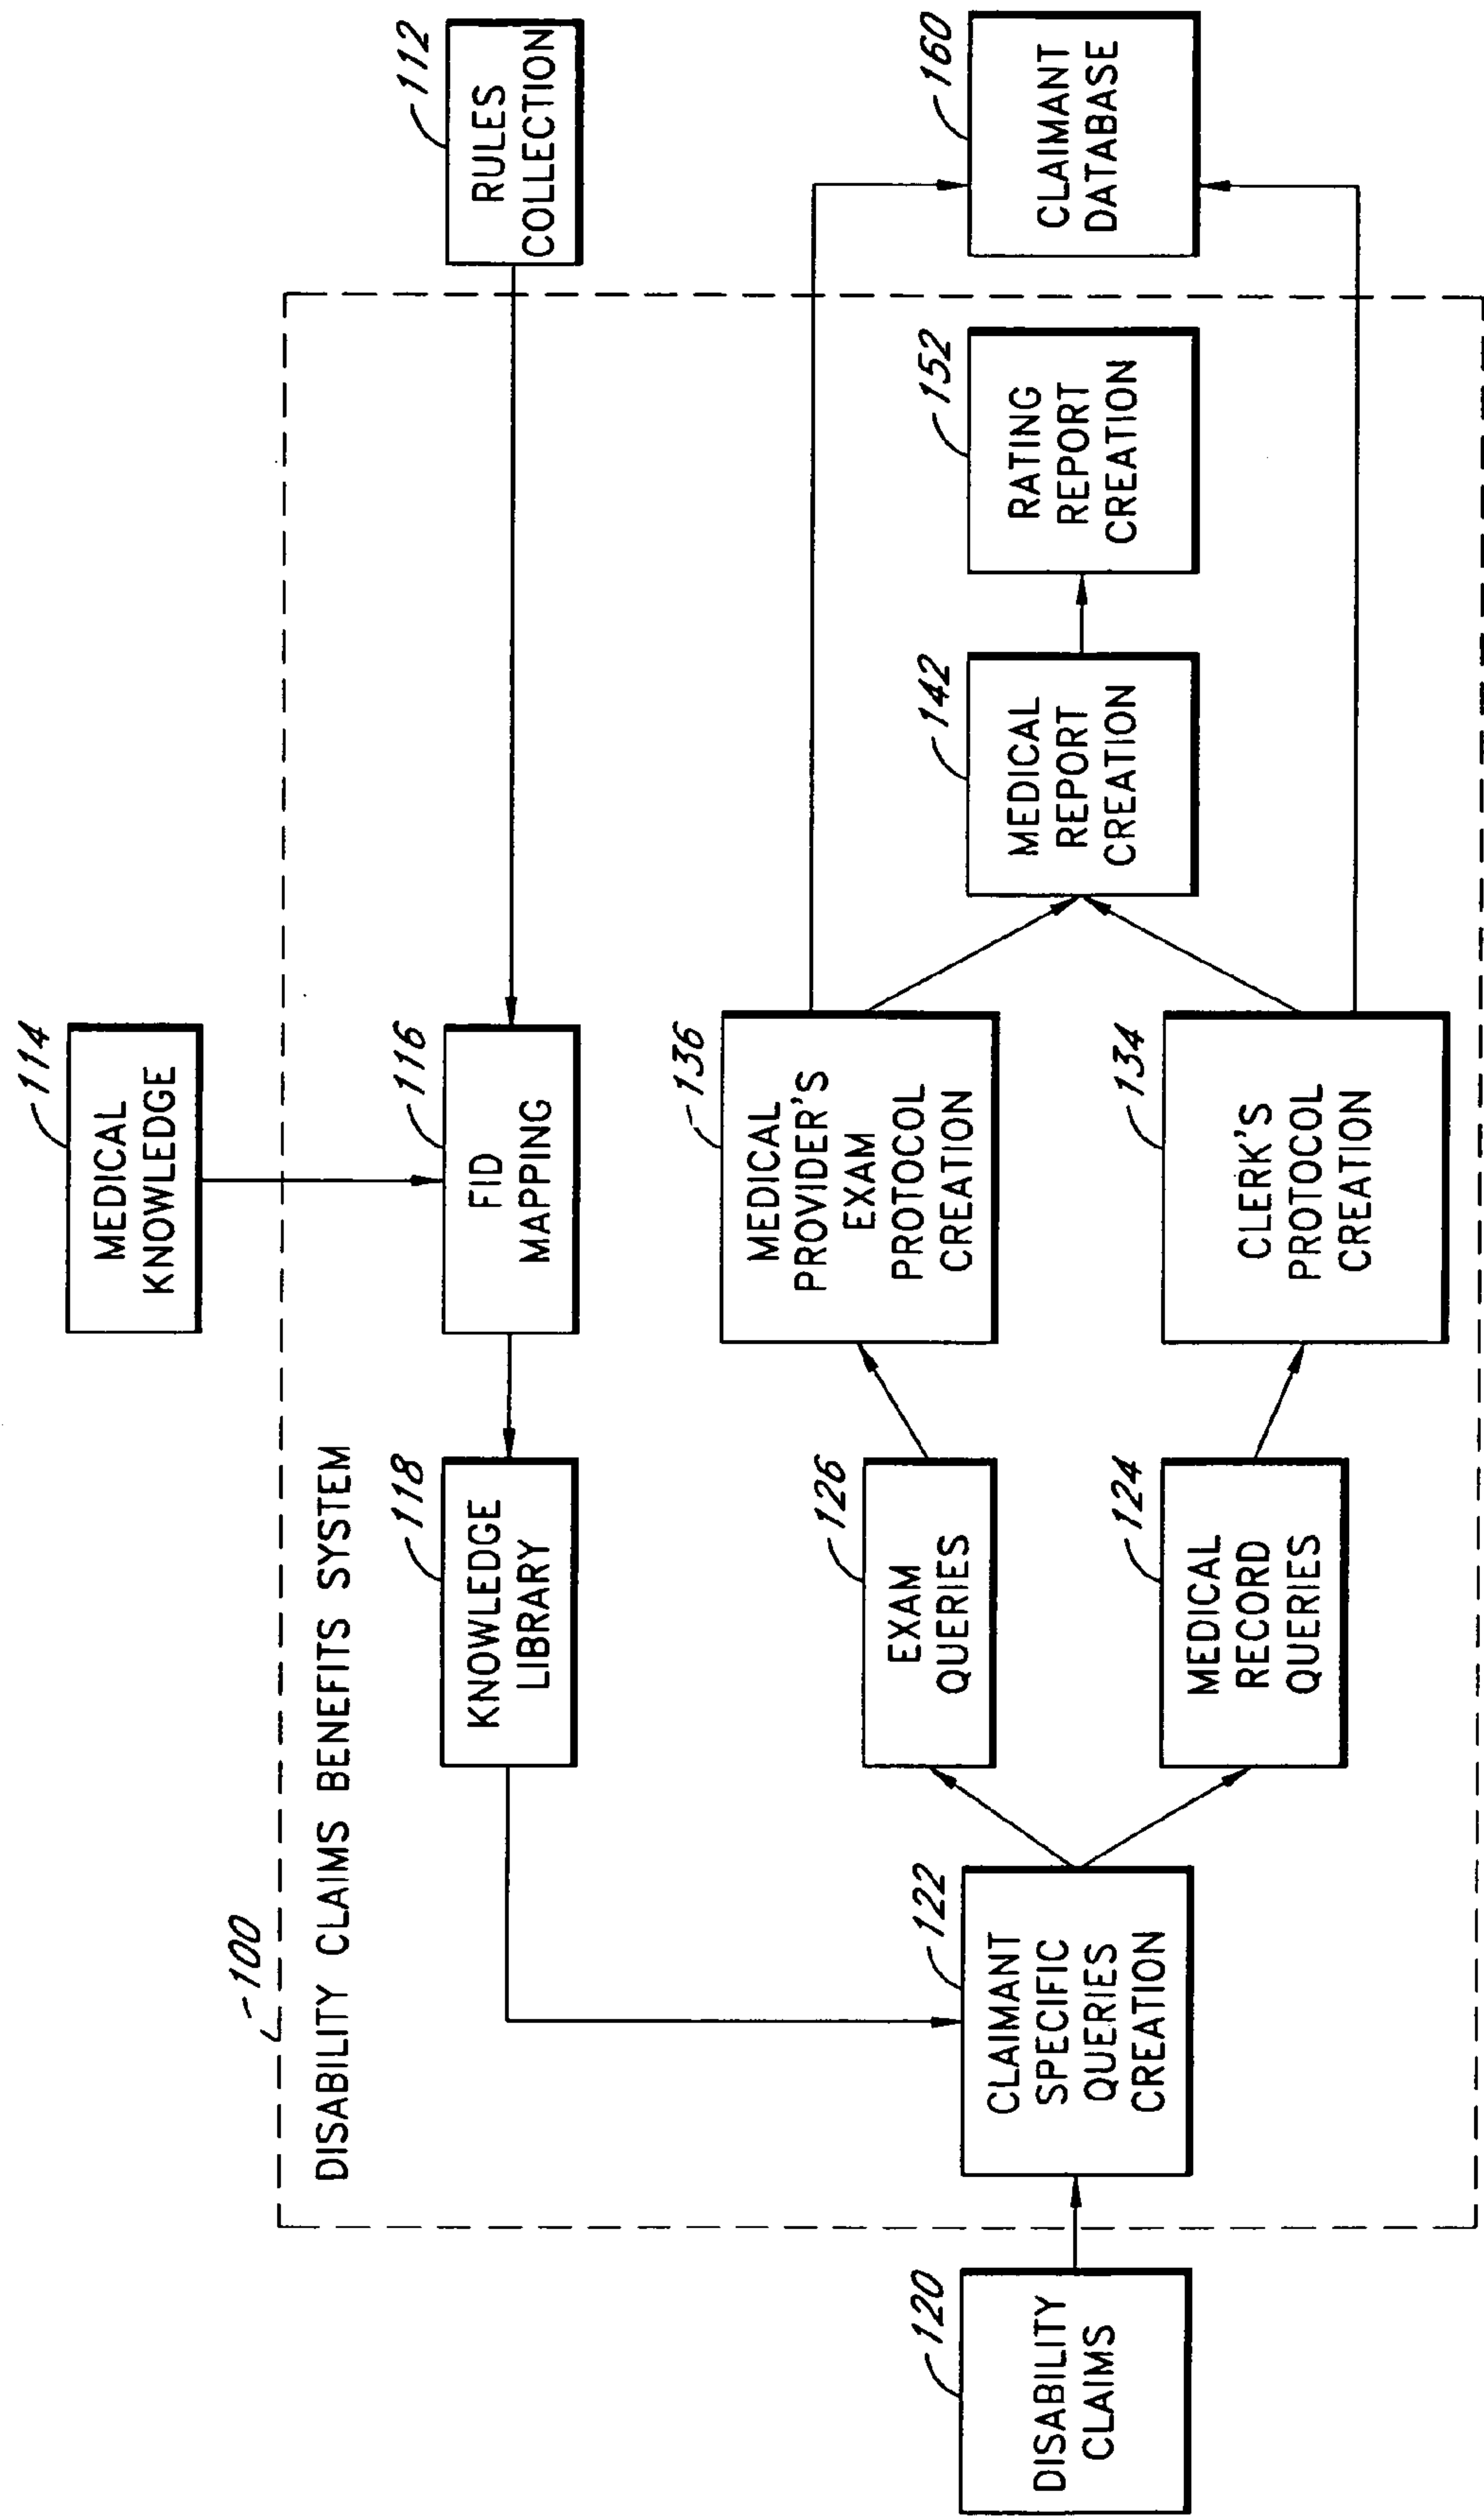 114
MEDICAL
KNOWLEDGE
112
RULES
COLLECTION
100
DISABILITY CLAIMS BENEFITS SYSTEM
118
KNOWLEDGE
LIBRARY
116
FID
MAPPING
120
DISABILITY
CLAIMS
122
CLAIMANT
SPECIFIC
QUERIES
CREATION
126
EXAM
QUERIES
124
MEDICAL
RECORD
QUERIES
136
MEDICAL
PROVIDER'S
EXAM
PROTOCOL
CREATION
134
CLERK'S
PROTOCOL
CREATION
142
MEDICAL
REPORT
CREATION
152
RATING
REPORT
CREATION
160
CLAIMANT
DATABASE